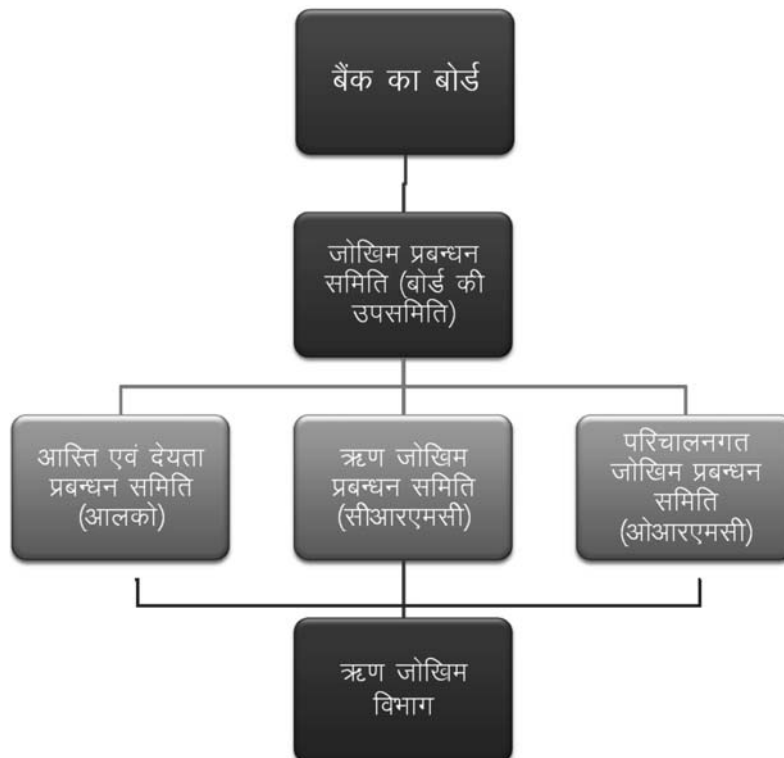 बैंक का बोर्ड
जोखिम प्रबन्धन
समिति (बोर्ड की
उपसमिति)
आस्ति एवं देयता
प्रबन्धन समिति
(आलको)
ऋण जोखिम
प्रबन्धन समिति
(सीआरएमसी)
परिचालनगत
जोखिम प्रबन्धन
समिति
(ओआरएमसी)
ऋण जोखिम
विभाग